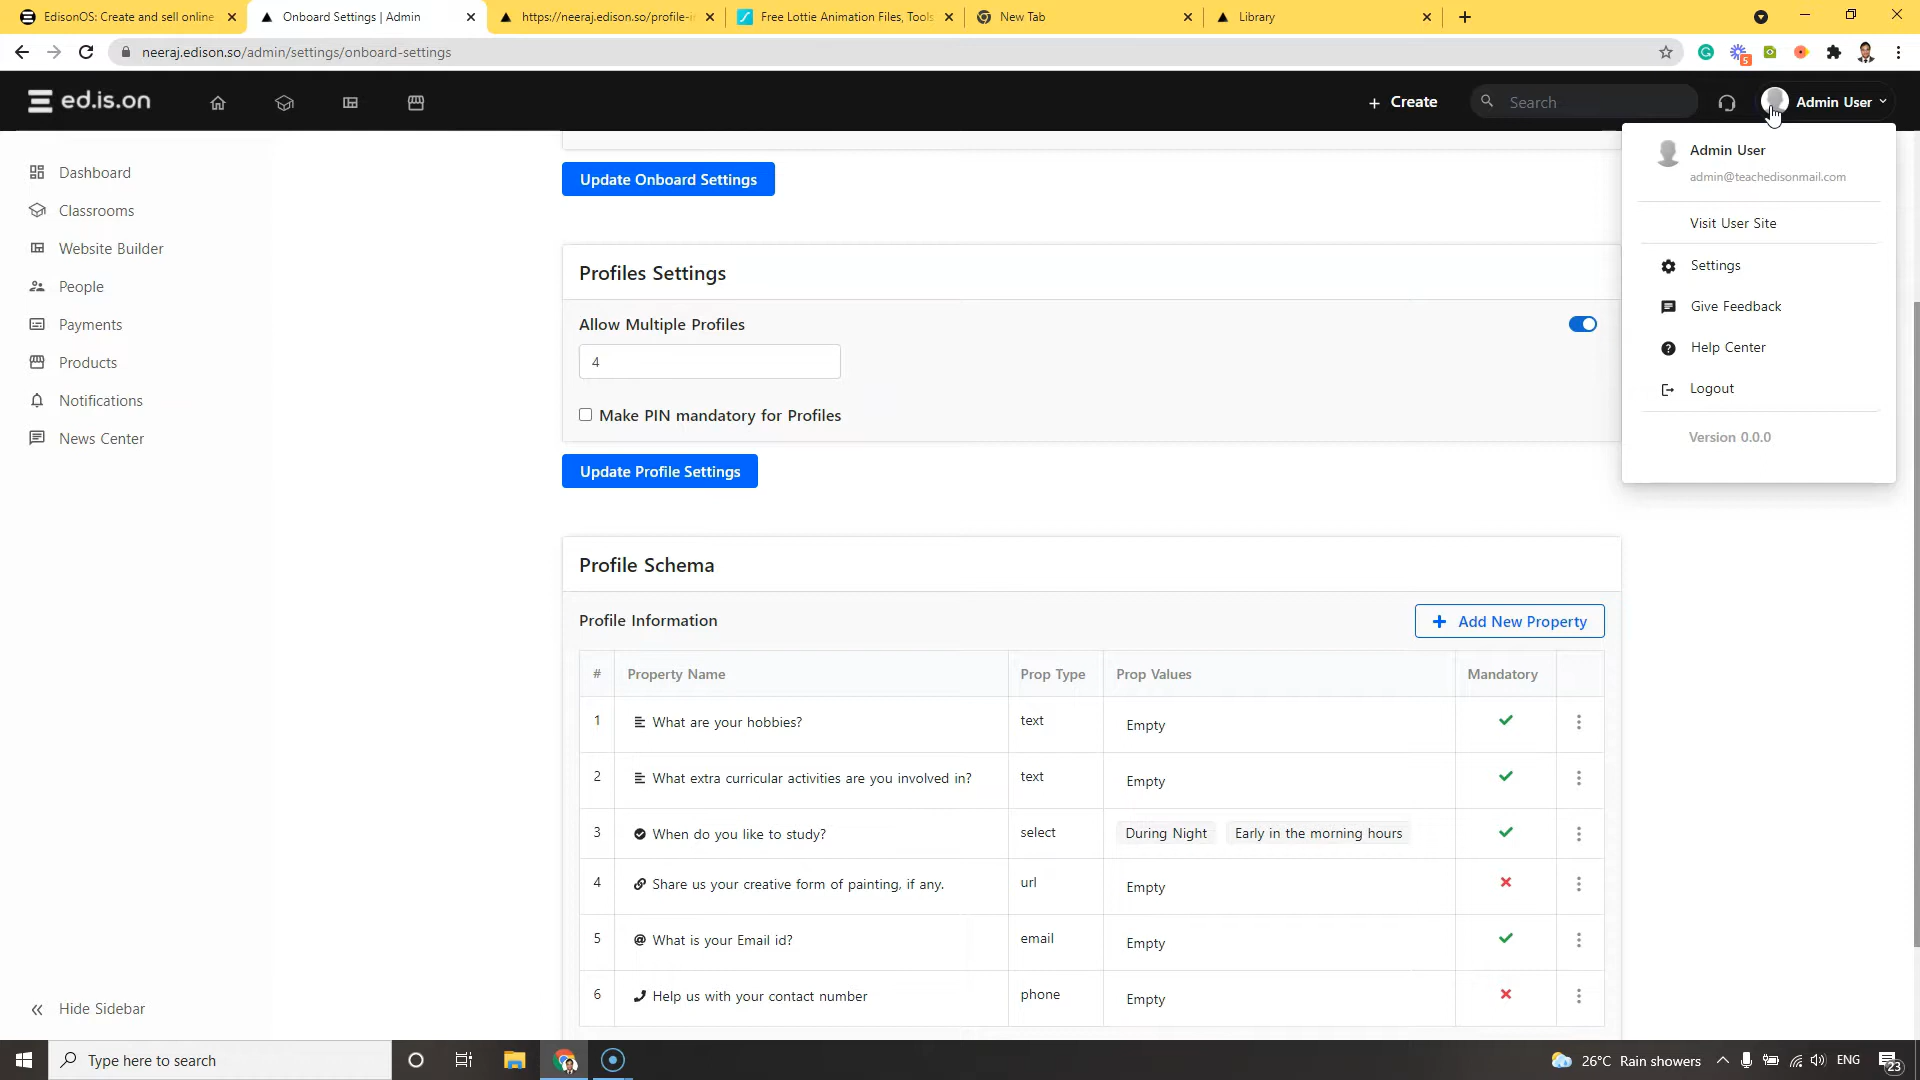 EdisonOS: Create and sell online
Onboard Settings | Admin
https://neeraj.edison.so/profile-i
Free Lottie Animation Files, Tools
New Tab
Library
neeraj.edison.so/admin/settings/onboard-settings
5
ed.is.on
+ Create
Search
Admin User
Admin User
admin@teachedisonmail.com
Visit User Site
Settings
Give Feedback
Help Center
Logout
Version 0.0.0
Dashboard
Classrooms
Website Builder
People
Payments
Products
Notifications
News Center
Hide Sidebar
Update Onboard Settings
Profiles Settings
Allow Multiple Profiles
4
Make PIN mandatory for Profiles
Update Profile Settings
Profile Schema
Profile Information
+ Add New Property
# Property Name Prop Type Prop Values Mandatory
1 What are your hobbies? text Empty
2 What extra curricular activities are you involved in? text Empty
3 When do you like to study? select During Night Early in the morning hours
4 Share us your creative form of painting, if any. url Empty
5 What is your Email id? email Empty
6 Help us with your contact number phone Empty
Type here to search
26°C Rain showers
ENG
23